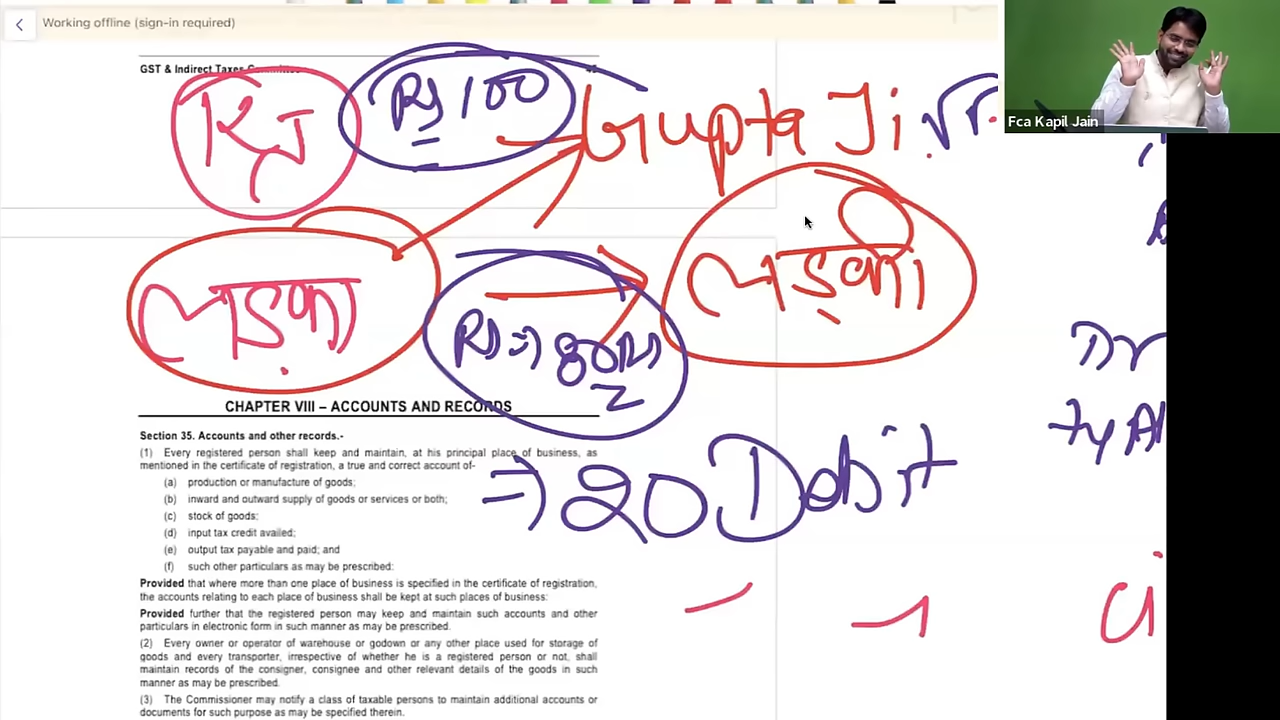 Working offline (sign-in required)
GST & Indirect Taxes Committee
Rs 100
Gupta Ji
Fca Kapil Jain
लड़का
Rs => 80
लड़की
CHAPTER VIII – ACCOUNTS AND RECORDS
Section 35. Accounts and other records.-
(1) Every registered person shall keep and maintain, at his principal place of business, as
mentioned in the certificate of registration, a true and correct account of-
(a) production or manufacture of goods;
(b) inward and outward supply of goods or services or both;
(c) stock of goods;
(d) input tax credit availed;
(e) output tax payable and paid; and
(f) such other particulars as may be prescribed:
=> 20 Debit
Provided that where more than one place of business is specified in the certificate of registration,
the accounts relating to each place of business shall be kept at such places of business:
Provided further that the registered person may keep and maintain such accounts and other
particulars in electronic form in such manner as may be prescribed.
(2) Every owner or operator of warehouse or godown or any other place used for storage of
goods and every transporter, irrespective of whether he is a registered person or not, shall
maintain records of the consigner, consignee and other relevant details of the goods in such
manner as may be prescribed.
(3) The Commissioner may notify a class of taxable persons to maintain additional accounts or
documents for such purpose as may be specified therein.